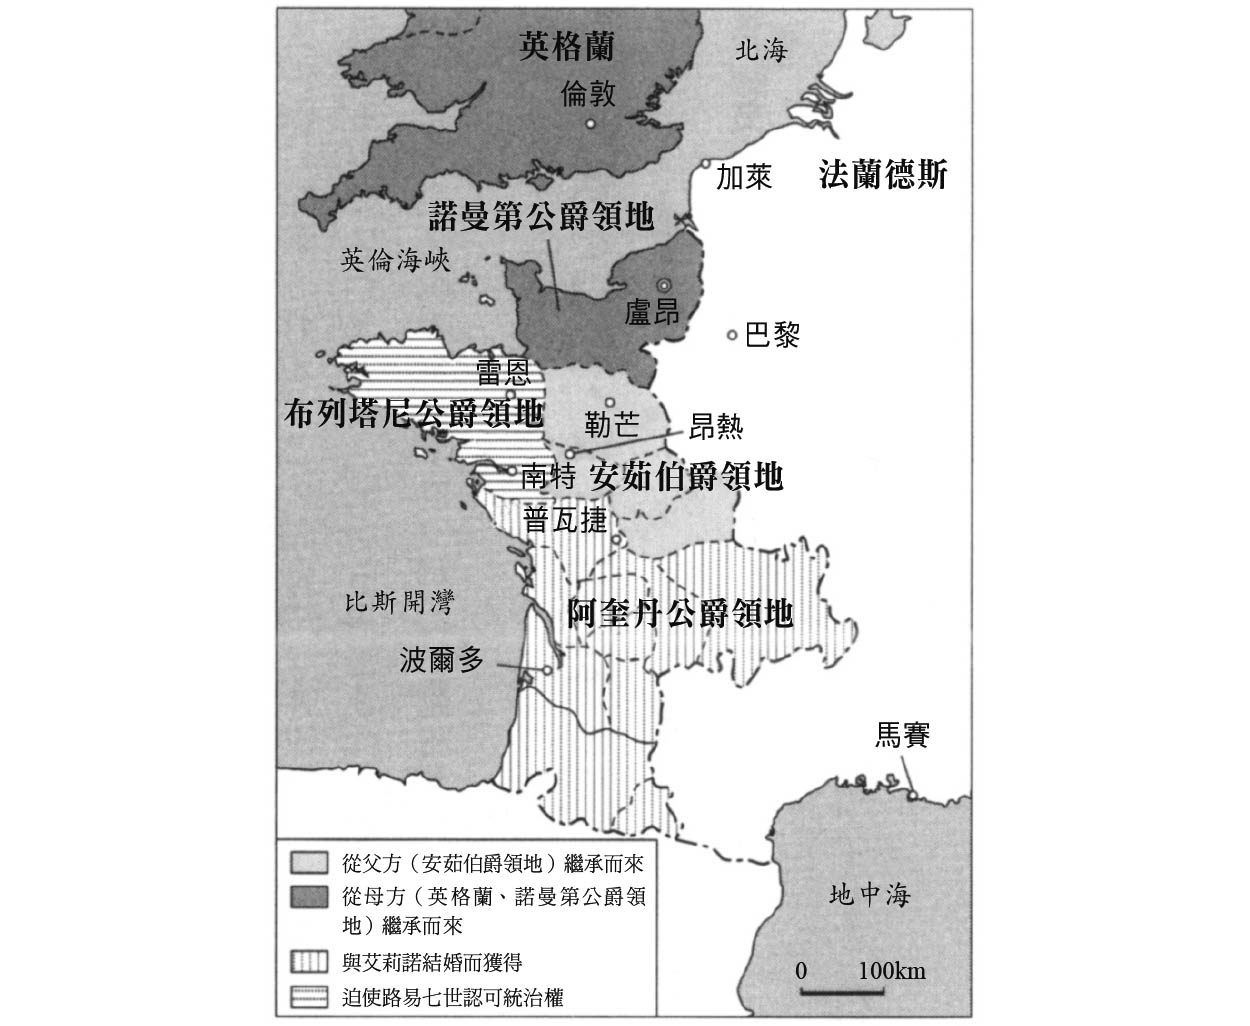 英格蘭
北海
倫敦
加萊
法蘭德斯
諾曼第公爵領地
英倫海峽
盧昂
巴黎
雷恩
布列塔尼公爵領地
勒芒
昂熱
南特
安茹伯爵領地
普瓦捷
比斯開灣
阿奎丹公爵領地
波爾多
馬賽
從父方（安茹伯爵領地）繼承而來
從母方（英格蘭、諾曼第公爵領
地）繼承而來
與艾莉諾結婚而獲得
迫使路易七世認可統治權
地中海
0 100km